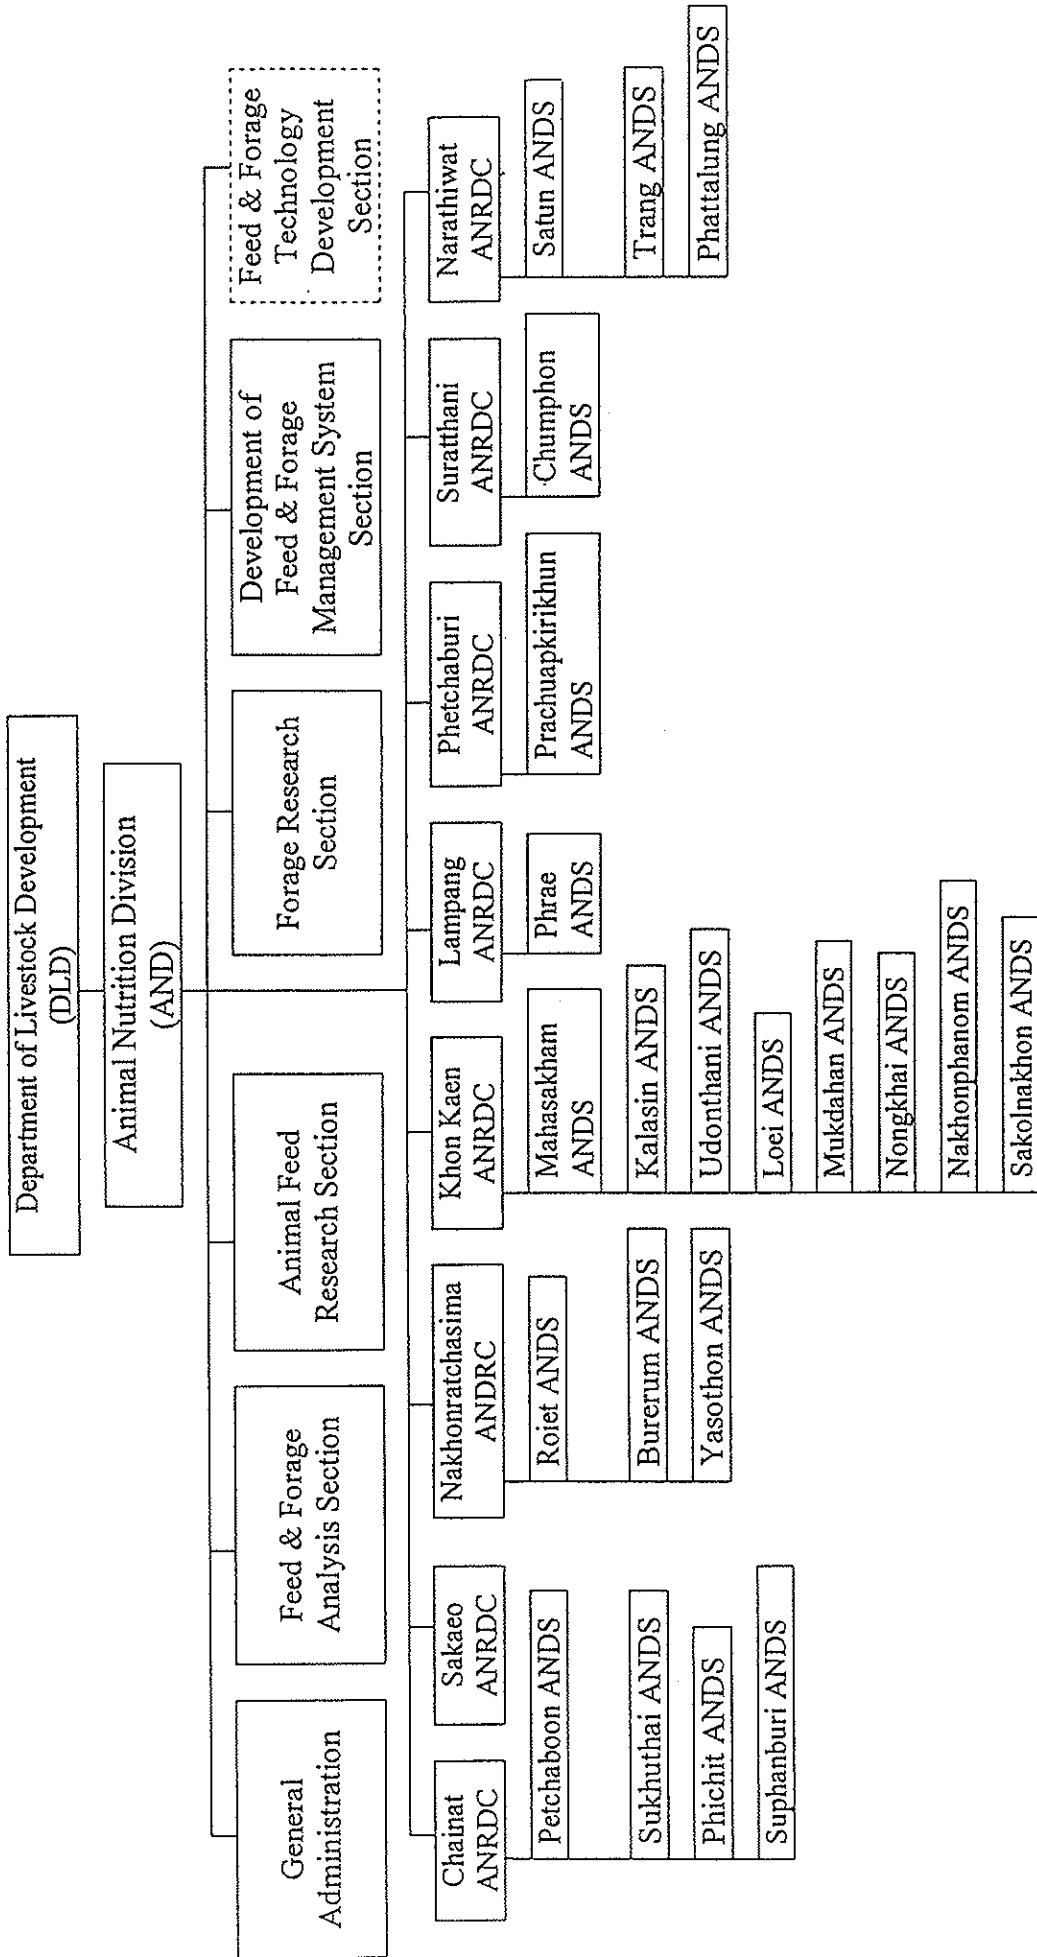 Department of Livestock Development
(DLD)
Animal Nutrition Division
(AND)
General
Administration
Feed & Forage
Analysis Section
Animal Feed
Research Section
Forage Research
Section
Development of
Feed & Forage
Management System
Section
Feed & Forage
Technology
Development
Section
Chainat
ANRDC
Sakaeo
ANRDC
Nakhonratchasima
ANDRC
Khon Kaen
ANRDC
Lampang
ANRDC
Phetchaburi
ANRDC
Suratthani
ANRDC
Narathiwat
ANRDC
Petchaboon ANDS
Sukhuthai ANDS
Phichit ANDS
Suphanburi ANDS
Roiet ANDS
Burerum ANDS
Yasothon ANDS
Mahasakham
ANDS
Kalasin ANDS
Udonthani ANDS
Loei ANDS
Mukdahan ANDS
Nongkhai ANDS
Nakhonphanom ANDS
Sakolnakhon ANDS
Phrae
ANDS
Prachuapkirikhun
ANDS
Chumphon
ANDS
Satun ANDS
Trang ANDS
Phattalung ANDS